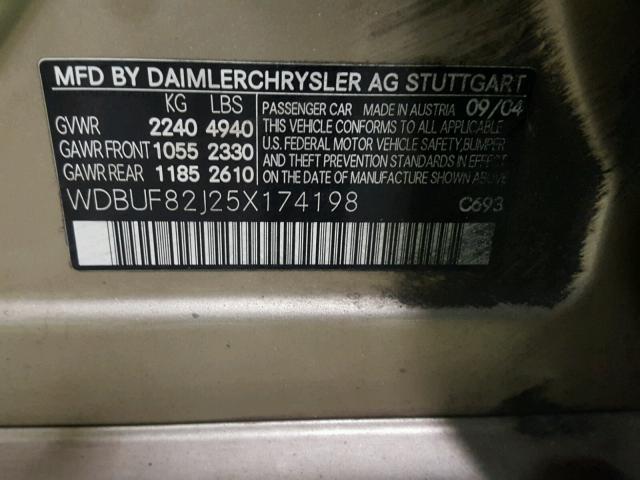 MFD BY DAIMLERCHRYSLER AG STUTTGART
KG LBS
GVWR 2240 4940
GAWR FRONT 1055 2330
GAWR REAR 1185 2610
PASSENGER CAR MADE IN AUSTRIA 09/04
THIS VEHICLE CONFORMS TO ALL APPLICABLE
U.S. FEDERAL MOTOR VEHICLE SAFETY, BUMPER
AND THEFT PREVENTION STANDARDS IN EFFECT
ON THE DATE OF MANUFACTURE SHOWN ABOVE
WDBUF82J25X174198 C693